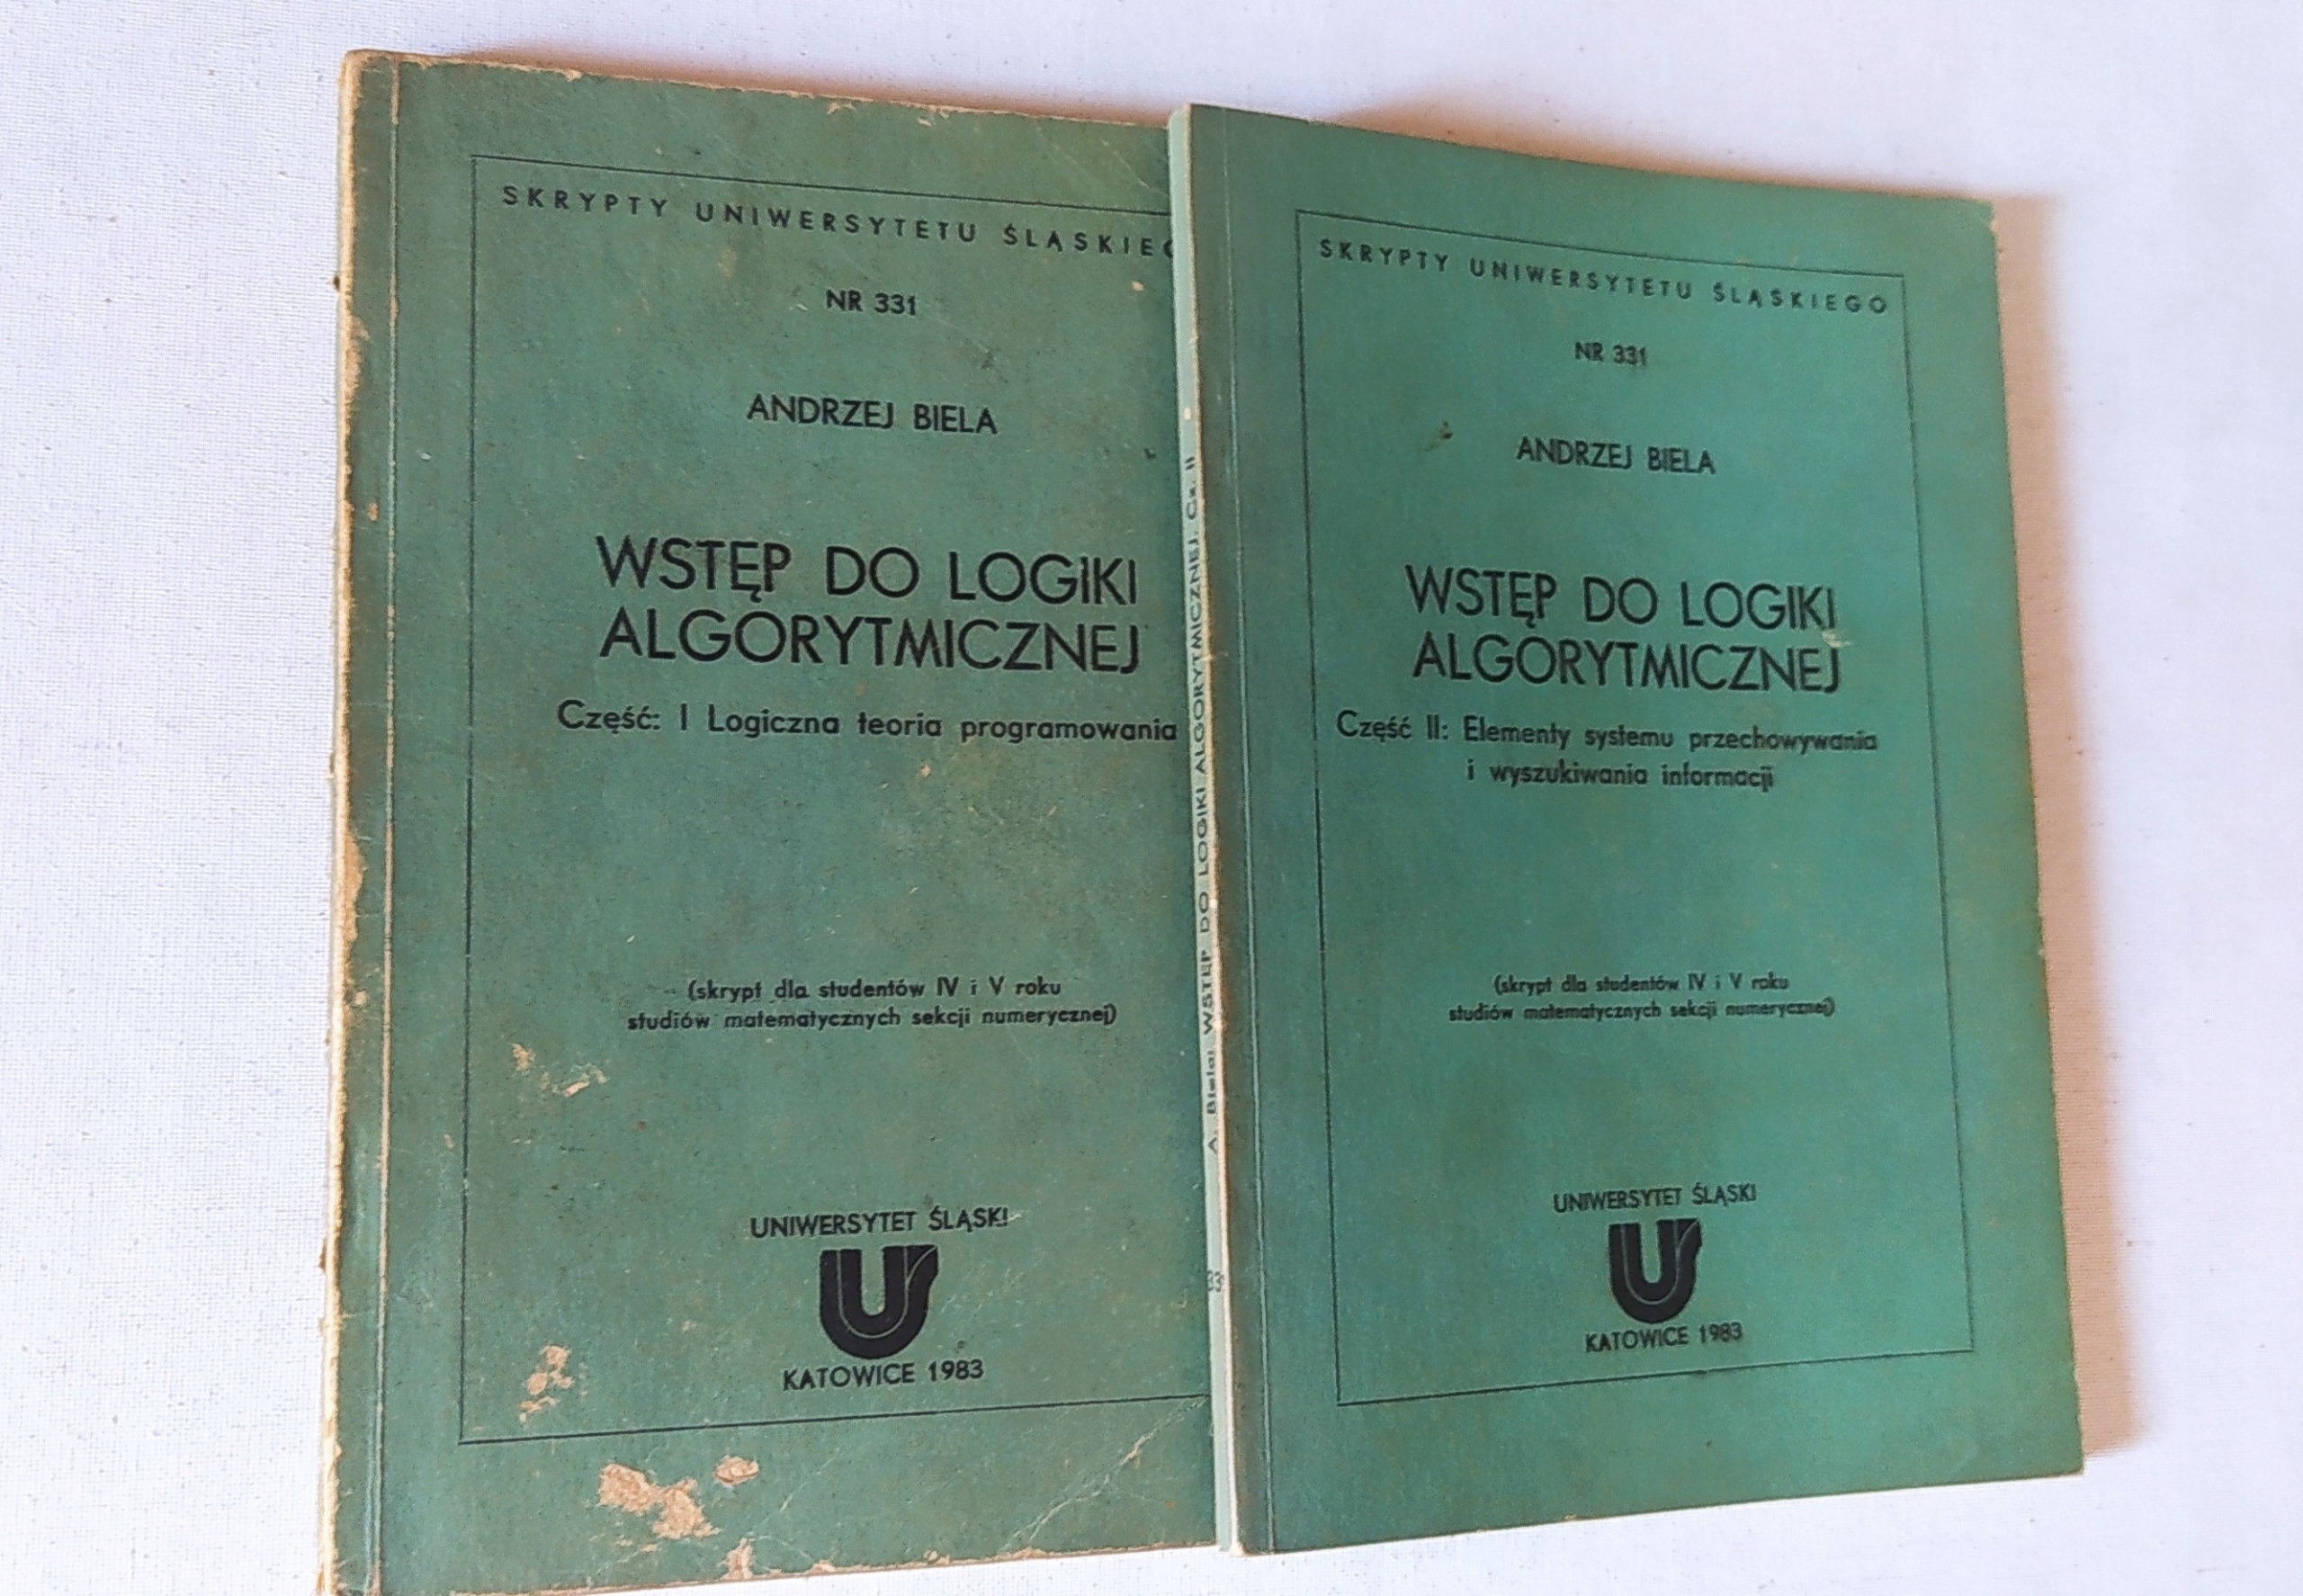 SKRYPTY UNIWERSYTETU ŚLĄSKIEG
NR 331
ANDRZEJ BIELA
WSTĘP DO LOGIKI
ALGORYTMICZNEJ
Część: I Logiczna teoria programowania
(skrypt dla studentów IV i V roku
studiów matematycznych sekcji numerycznej)
UNIWERSYTET ŚLĄSKI
KATOWICE 1983
A. Biela: WSTĘP DO LOGIKI ALGORYTMICZNEJ. Cz. II
SKRYPTY UNIWERSYTETU ŚLĄSKIEGO
NR 331
ANDRZEJ BIELA
WSTĘP DO LOGIKI
ALGORYTMICZNEJ
Część II: Elementy systemu przechowywania
i wyszukiwania informacji
(skrypt dla studentów IV i V roku
studiów matematycznych sekcji numerycznej)
UNIWERSYTET ŚLĄSKI
KATOWICE 1983